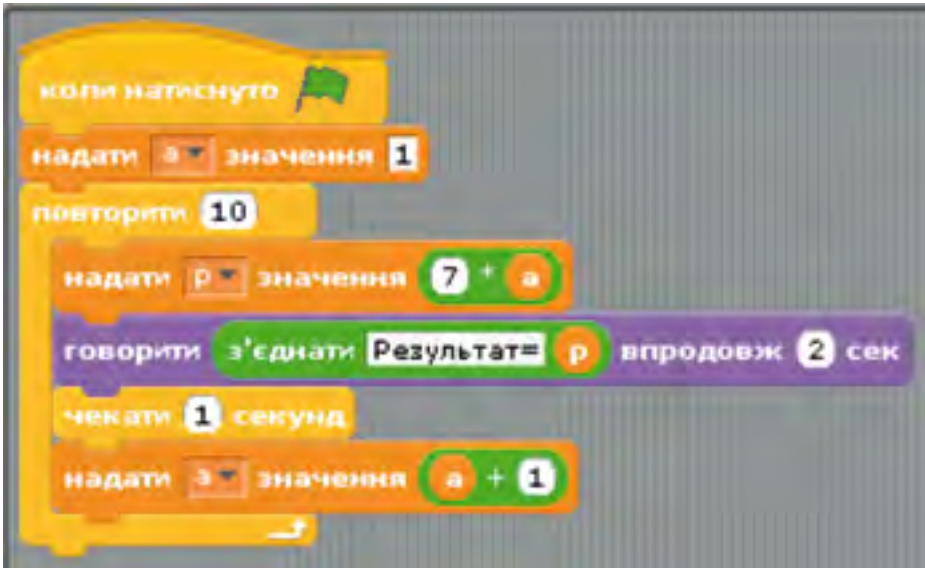 коли натиснуто
надати a значення 1
повторити 10
надати p значення 7 * a
говорити з'єднати Результат= p впродовж 2 сек
чекати 1 секунд
надати a значення a + 1